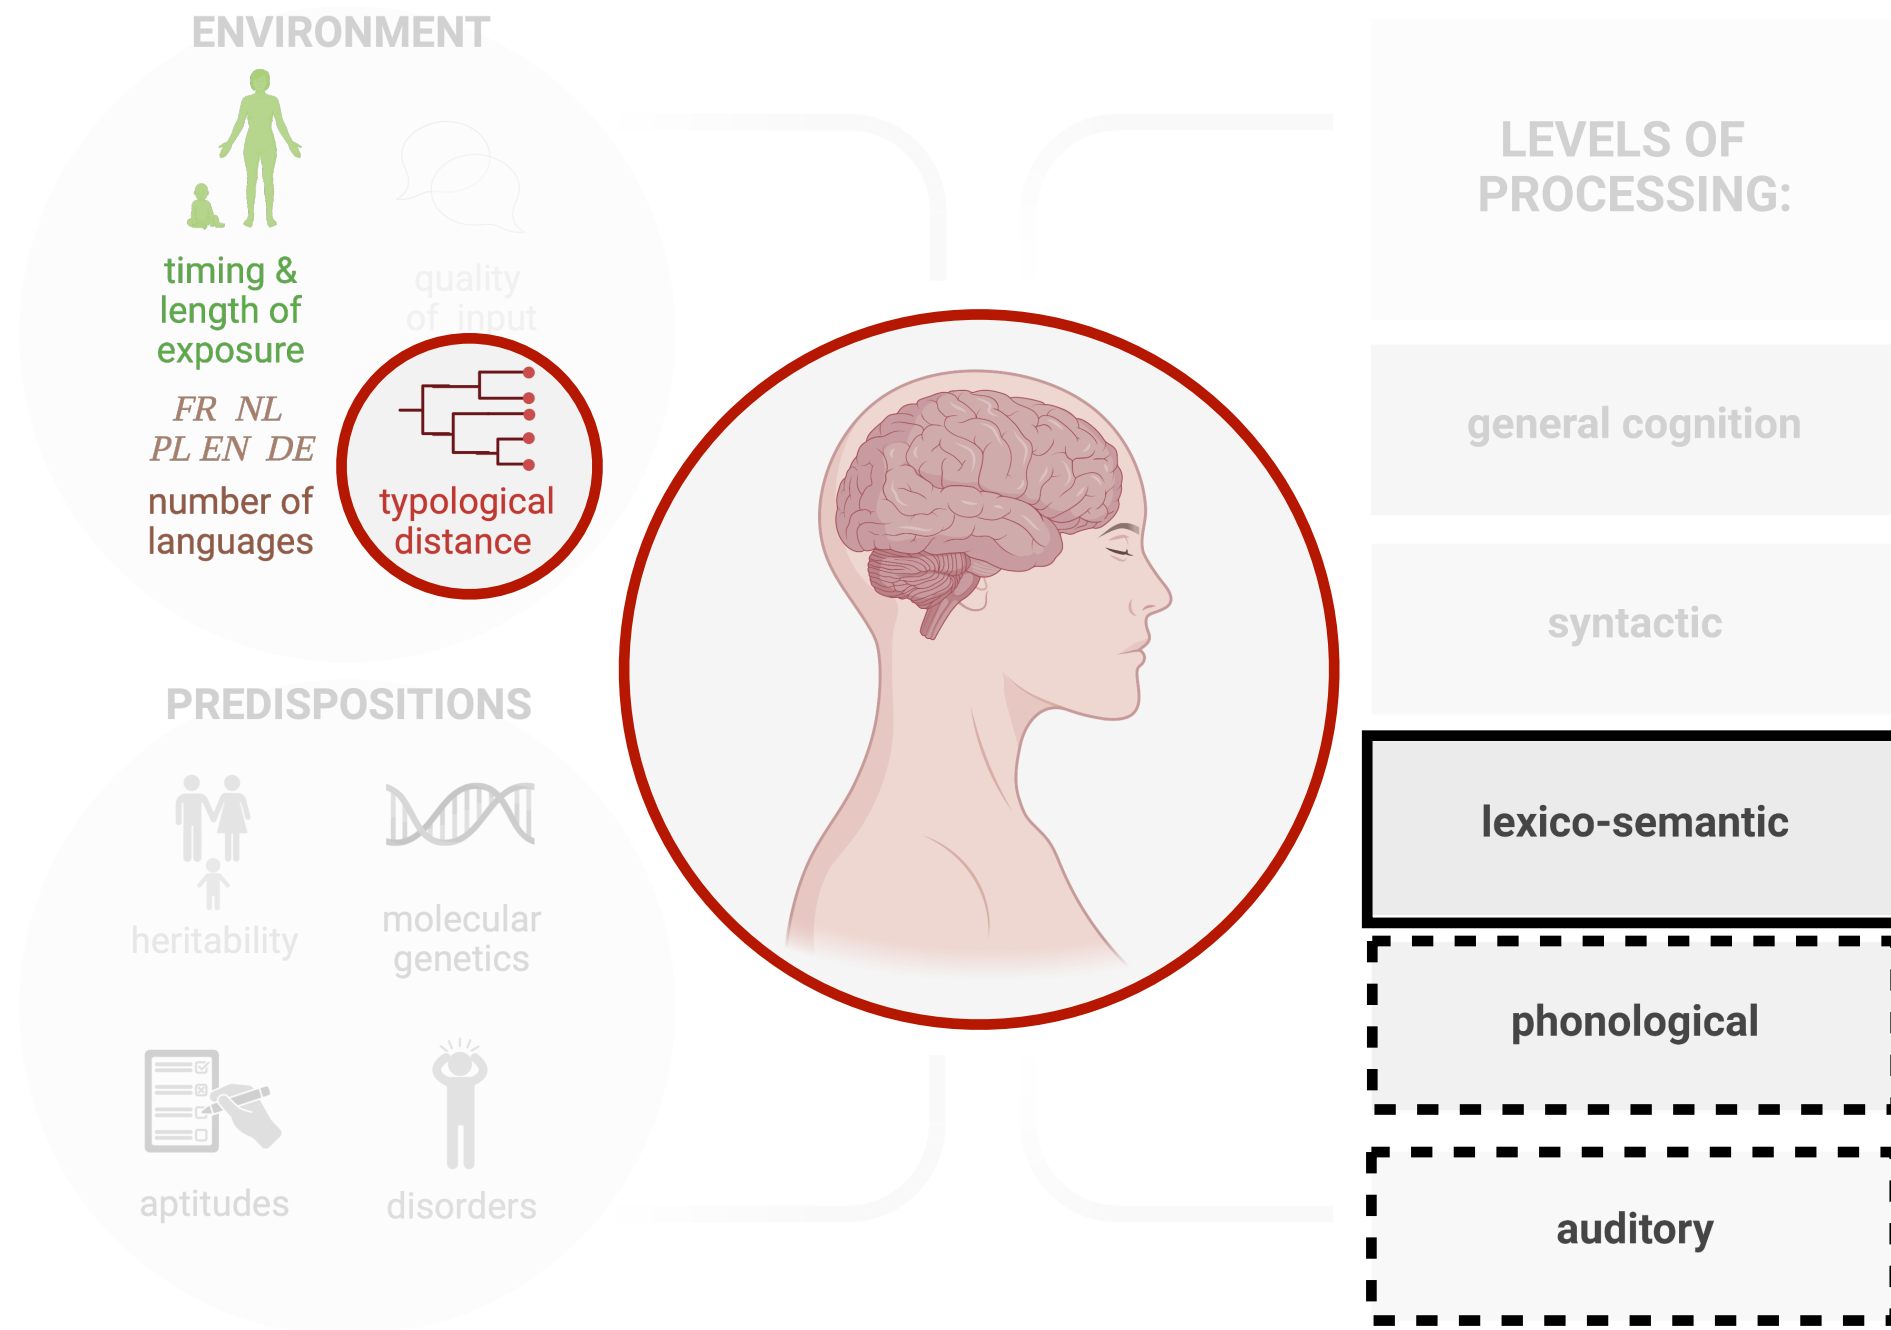 ENVIRONMENT
timing &
length of
exposure
quality
of input
FR NL
PL EN DE
number of
languages
typological
distance
PREDISPOSITIONS
heritability
molecular
genetics
aptitudes
disorders
LEVELS OF
PROCESSING:
general cognition
syntactic
lexico-semantic
phonological
auditory